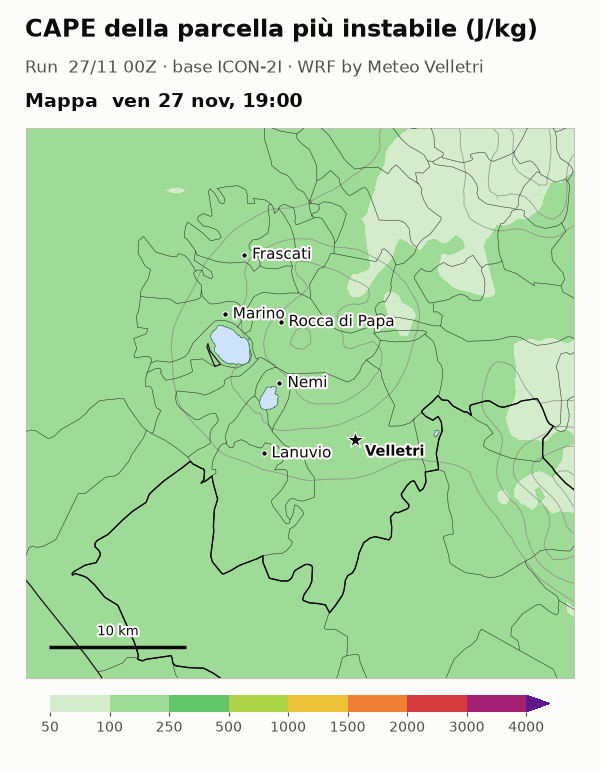 CAPE della parcella più instabile (J/kg)
Run  27/11 00Z · base ICON-2I · WRF by Meteo Velletri
Mappa  ven 27 nov, 19:00
Frascati
Marino
Rocca di Papa
Nemi
Lanuvio
Velletri
10 km
50 100 250 500 1000 1500 2000 3000 4000